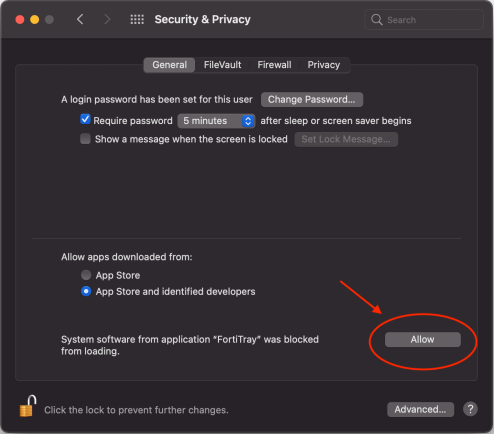 Security & Privacy
Search
General FileVault Firewall Privacy
A login password has been set for this user Change Password...
Require password 5 minutes after sleep or screen saver begins
Show a message when the screen is locked Set Lock Message...
Allow apps downloaded from:
App Store
App Store and identified developers
System software from application "FortiTray" was blocked
from loading.
Allow
Click the lock to prevent further changes.
Advanced... ?